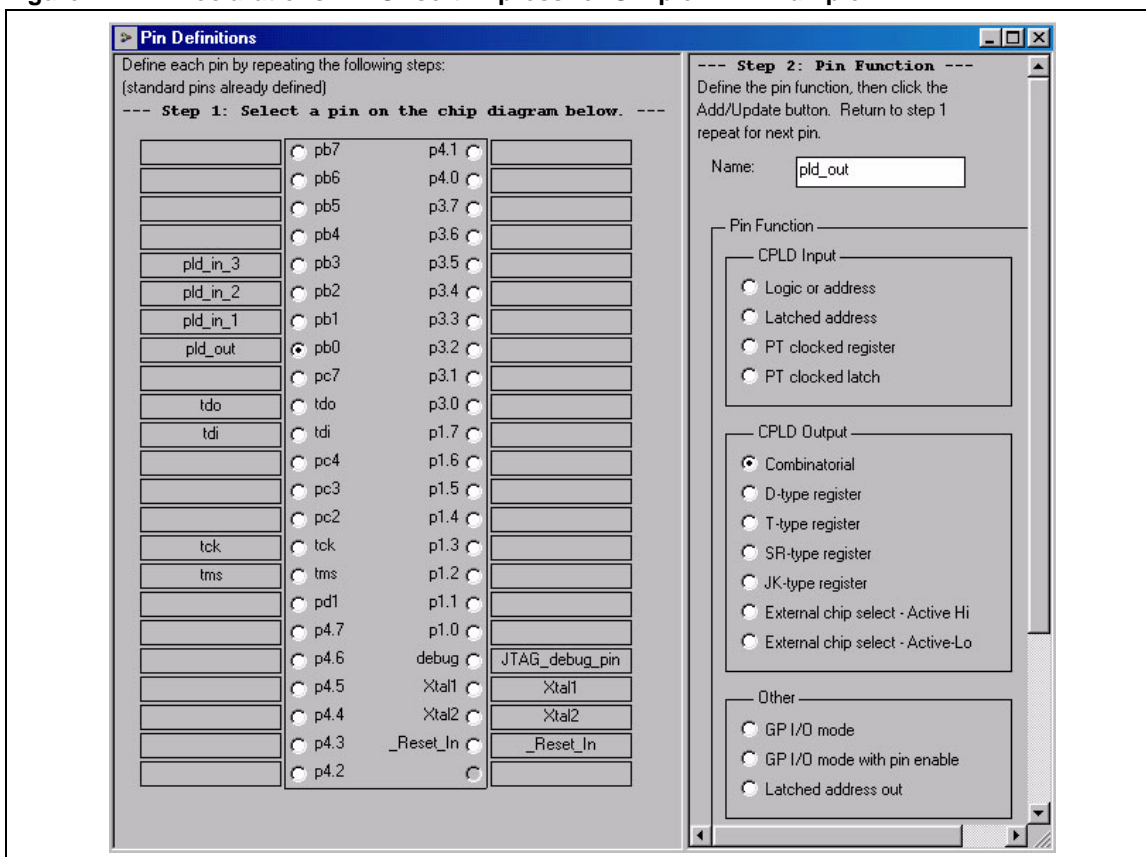 Pin Definitions
Define each pin by repeating the following steps:
(standard pins already defined)
--- Step 1: Select a pin on the chip diagram below. ---
pb7 p4.1
pb6 p4.0
pb5 p3.7
pb4 p3.6
pld_in_3 pb3 p3.5
pld_in_2 pb2 p3.4
pld_in_1 pb1 p3.3
pld_out pb0 p3.2
pc7 p3.1
tdo tdo p3.0
tdi tdi p1.7
pc4 p1.6
pc3 p1.5
pc2 p1.4
tck tck p1.3
tms tms p1.2
pd1 p1.1
p4.7 p1.0
p4.6 debug JTAG_debug_pin
p4.5 Xtal1 Xtal1
p4.4 Xtal2 Xtal2
p4.3 _Reset_In _Reset_In
p4.2
--- Step 2: Pin Function ---
Define the pin function, then click the
Add/Update button. Return to step 1
repeat for next pin.
Name: pld_out
Pin Function
CPLD Input
Logic or address
Latched address
PT clocked register
PT clocked latch
CPLD Output
Combinatorial
D-type register
T-type register
SR-type register
JK-type register
External chip select - Active Hi
External chip select - Active-Lo
Other
GP I/O mode
GP I/O mode with pin enable
Latched address out